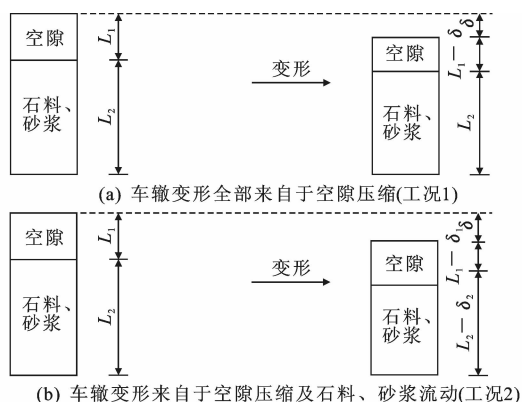 空隙
石料、
砂浆
L₁
L₂
变形
空隙
石料、
砂浆
δ
L₁－δ
L₂
(a) 车辙变形全部来自于空隙压缩(工况1)
空隙
石料、
砂浆
L₁
L₂
变形
空隙
石料、
砂浆
δ
L₁－δ₁
L₂－δ₂
(b) 车辙变形来自于空隙压缩及石料、砂浆流动(工况2)